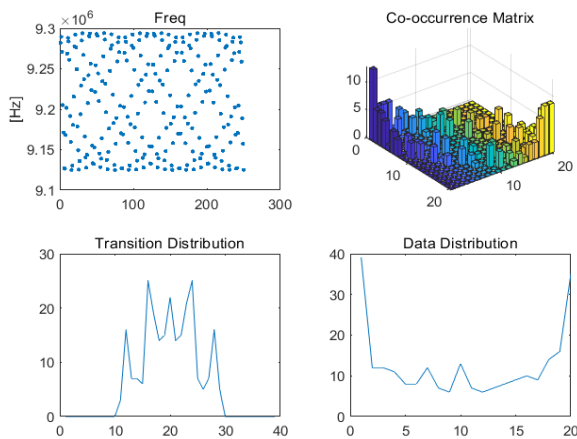 ×10⁶ Freq
9.3
9.25
9.2
9.15
9.1
[Hz]
0 100 200 300
Co-occurrence Matrix
10
5
0
0
10
20
10
20
Transition Distribution
30
20
10
0
0 10 20 30 40
Data Distribution
40
30
20
10
0
0 5 10 15 20